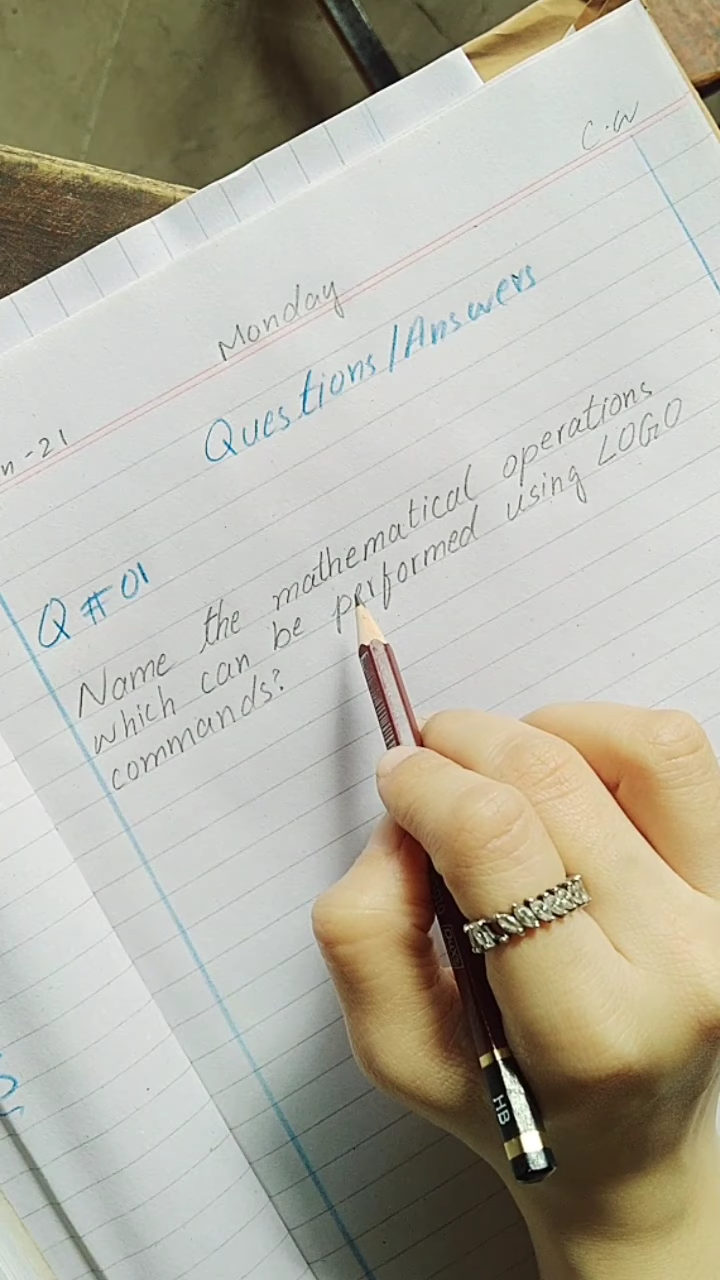 C.W
Monday
n-21
Questions/Answers
Q # 01
Name the mathematical operations
which can be performed using LOGO
commands?
HB